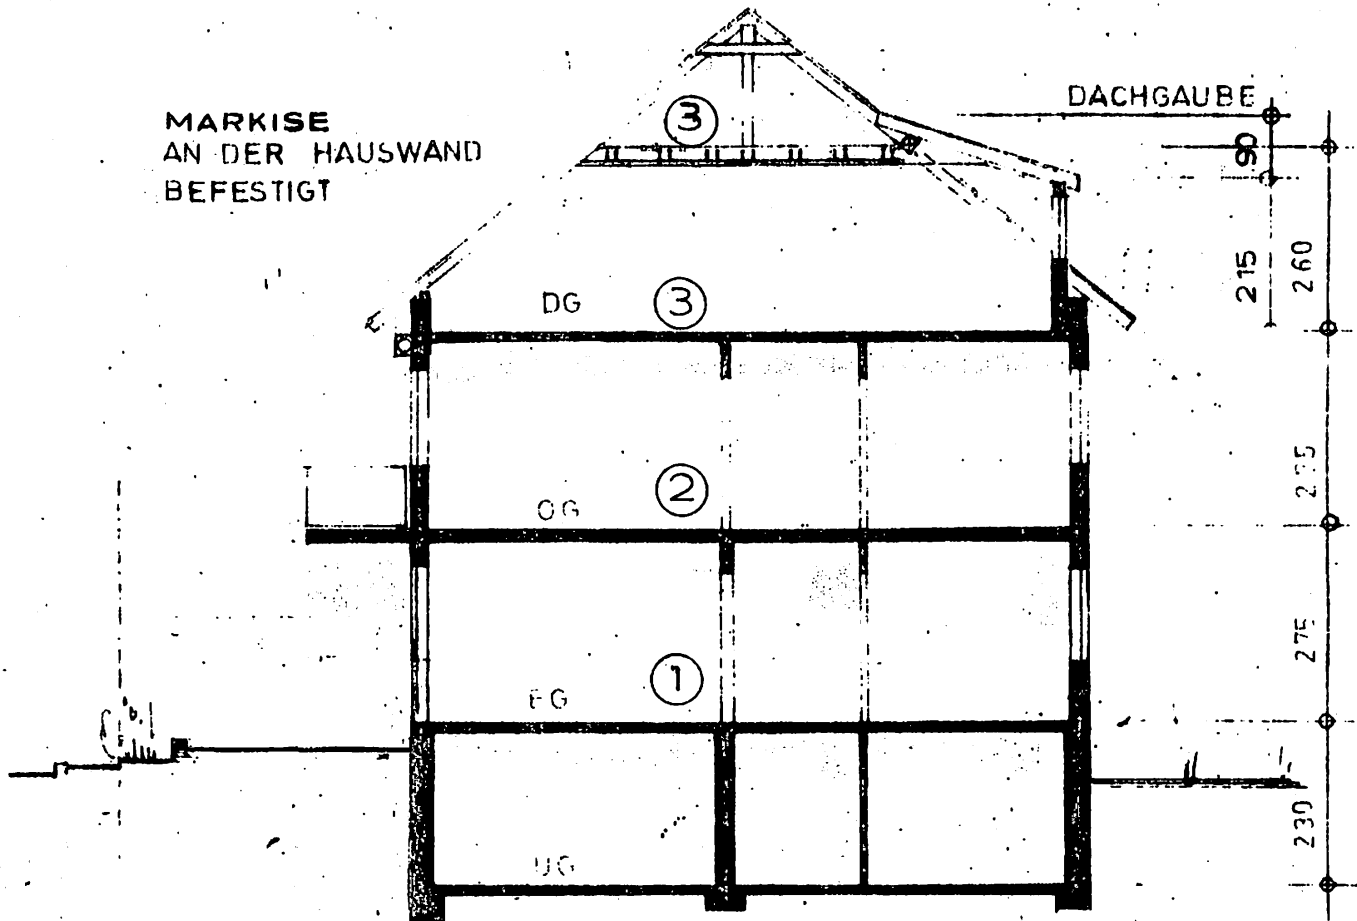 MARKISE
AN DER HAUSWAND
BEFESTIGT
3
DACHGAUBE
90
215
260
DG
3
275
OG
2
275
EG
1
230
UG